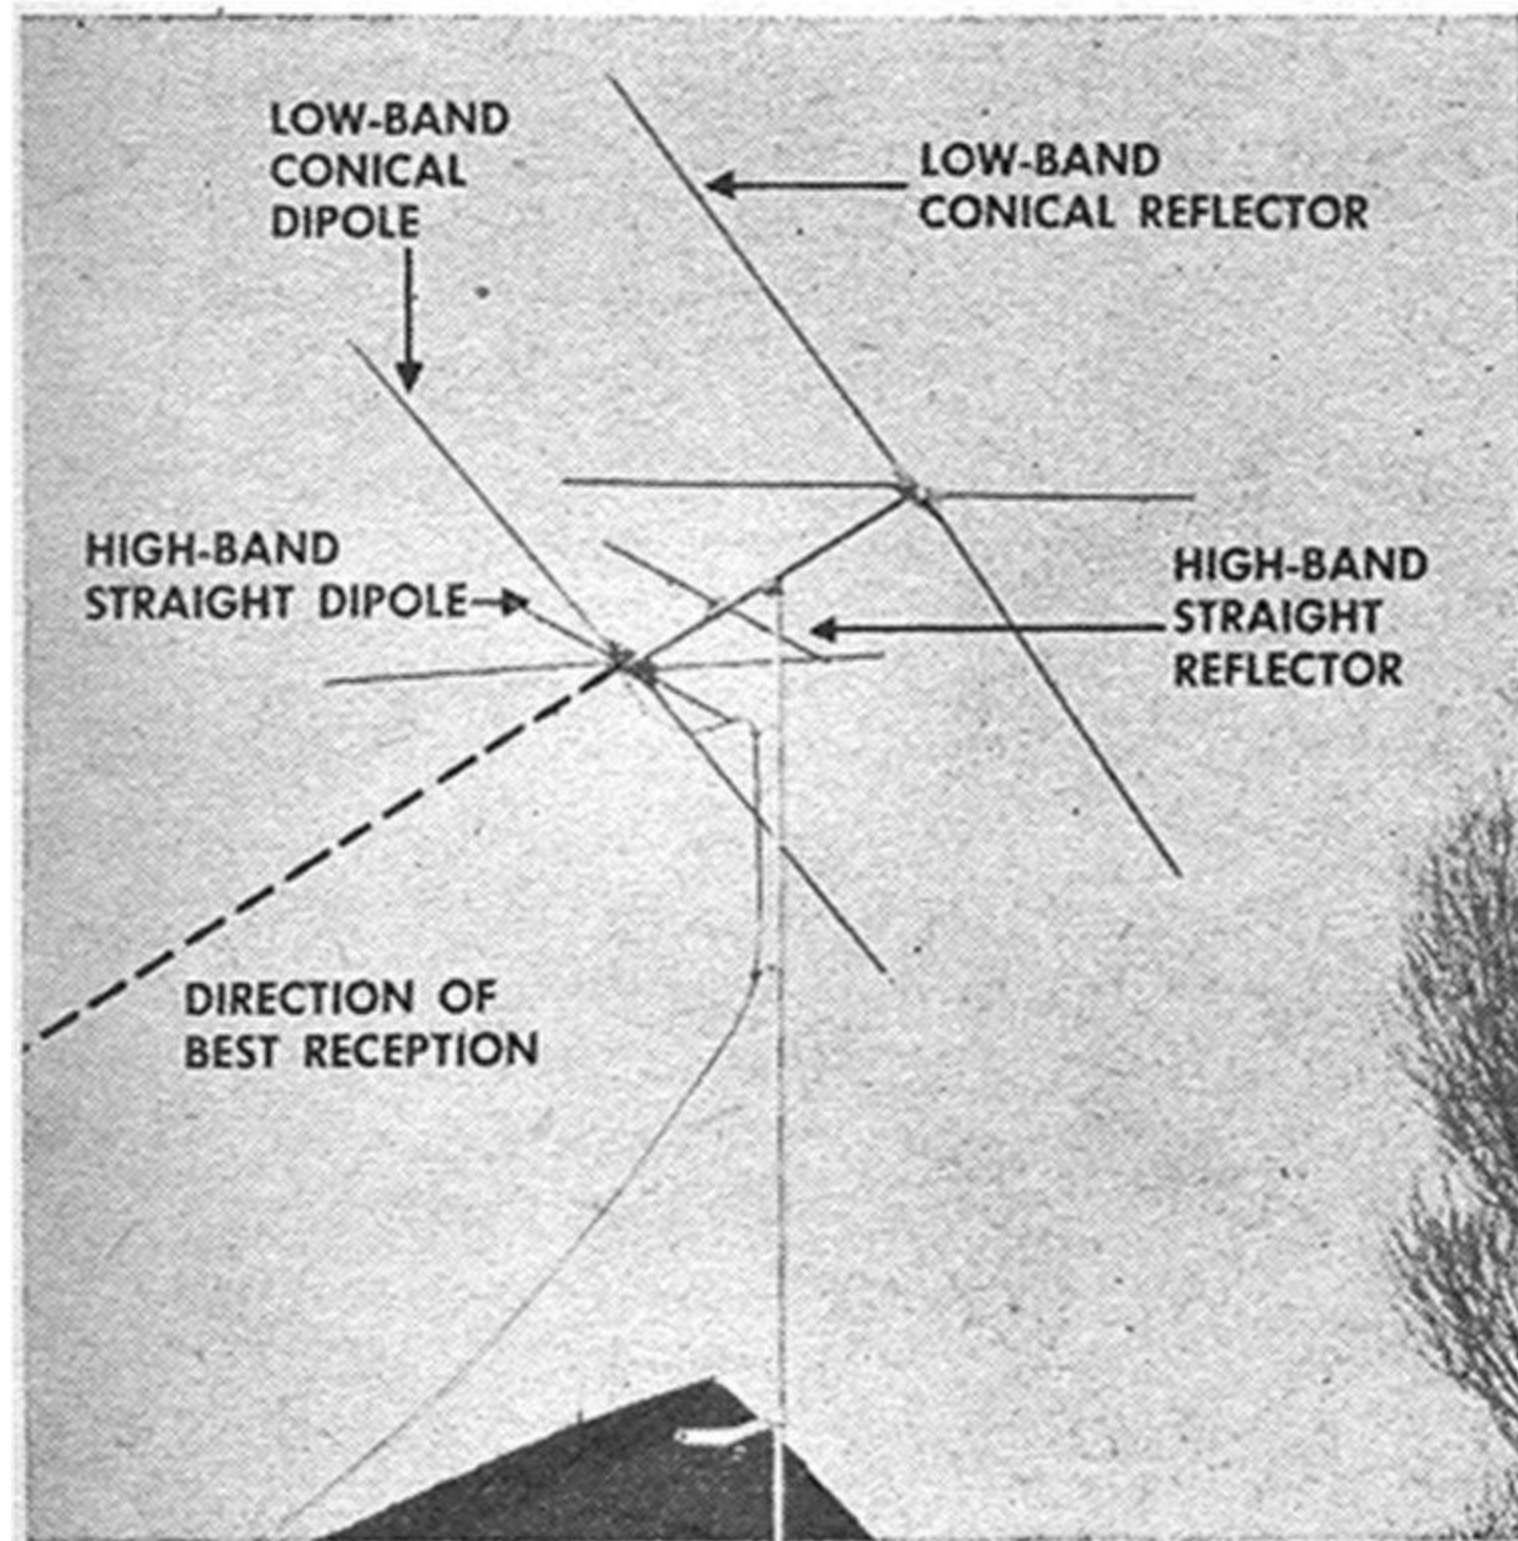 LOW-BAND
CONICAL
DIPOLE
LOW-BAND
CONICAL REFLECTOR
HIGH-BAND
STRAIGHT DIPOLE
HIGH-BAND
STRAIGHT
REFLECTOR
DIRECTION OF
BEST RECEPTION